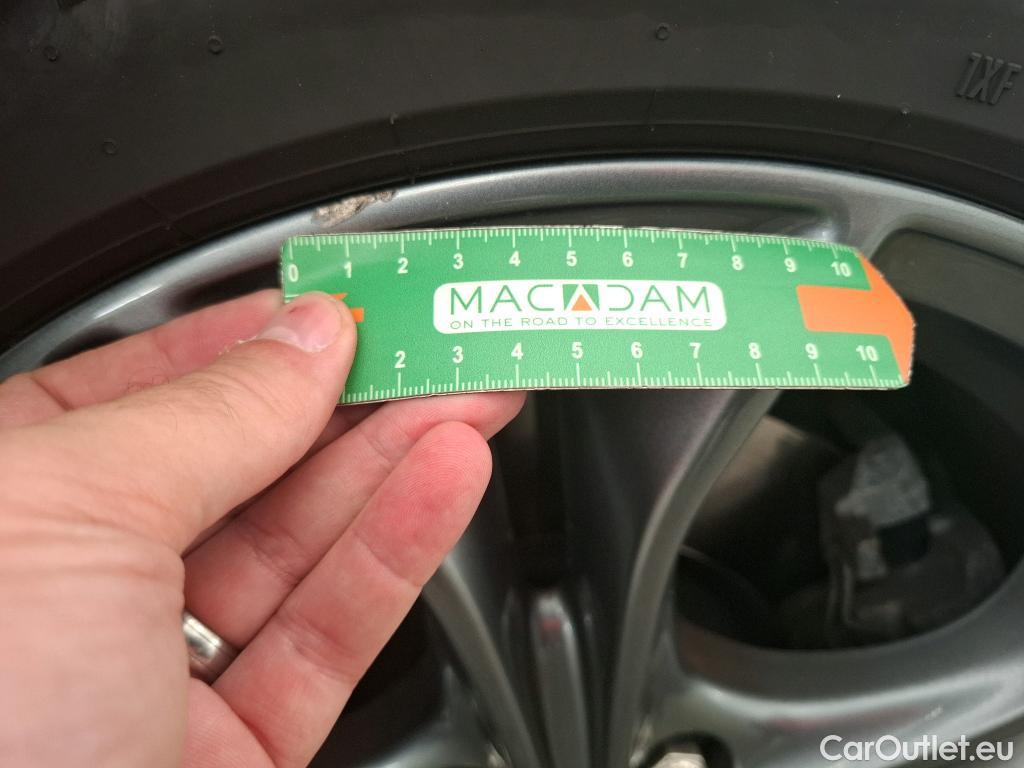 1XF
0 1 2 3 4 5 6 7 8 9 10
MACADAM
ON THE ROAD TO EXCELLENCE
2 3 4 5 6 7 8 9 10
CarOutlet.eu